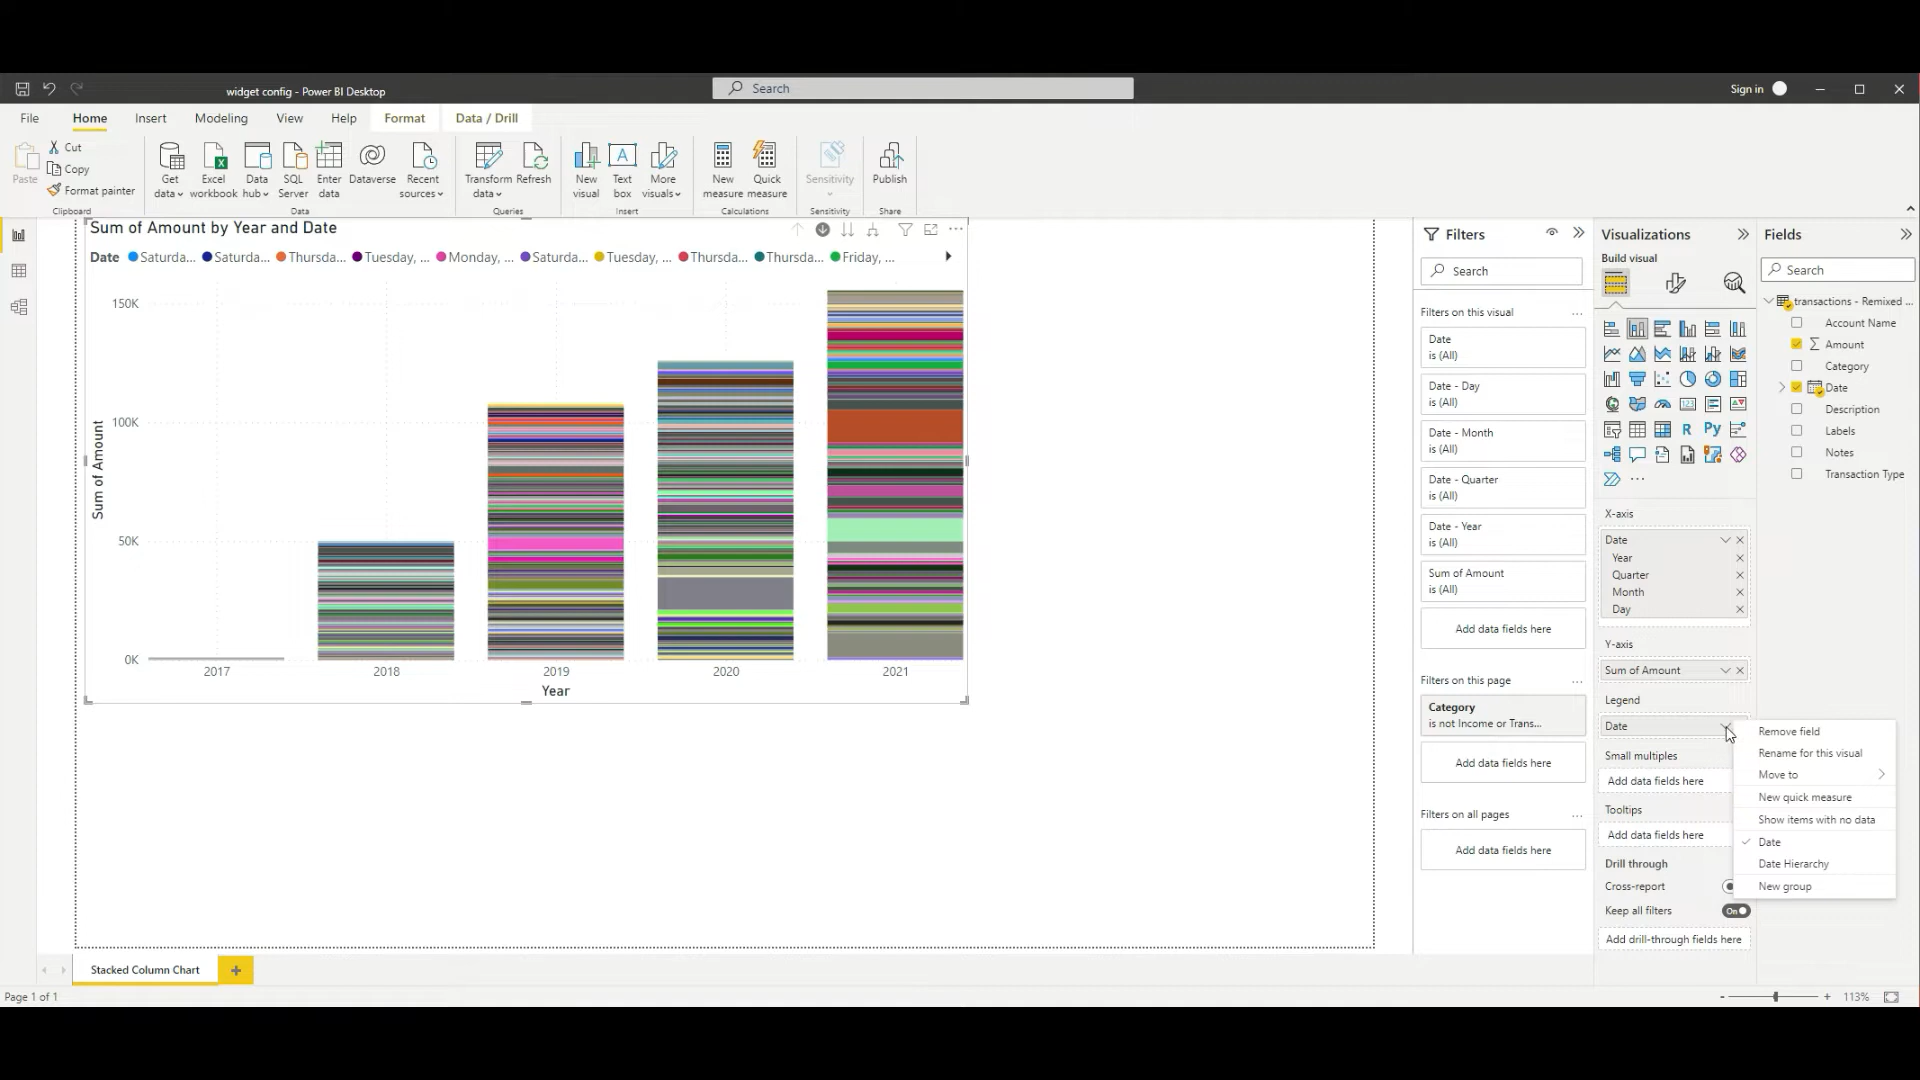 widget config - Power BI Desktop
Search
Sign in
File
Home
Insert
Modeling
View
Help
Format
Data / Drill
Paste
Cut
Copy
Format painter
Clipboard
Get data
Excel workbook
Data hub
SQL Server
Enter data
Dataverse
Recent sources
Data
Transform data
Refresh
Queries
New visual
Text box
More visuals
Insert
New measure
Quick measure
Calculations
Sensitivity
Sensitivity
Publish
Share
Sum of Amount by Year and Date
Date Saturda... Saturda... Thursda... Tuesday, ... Monday, ... Saturda... Tuesday, ... Thursda... Thursda... Friday, ...
150K
100K
50K
0K
Sum of Amount
2017 2018 2019 2020 2021
Year
Filters
Search
Filters on this visual
Date
is (All)
Date - Day
is (All)
Date - Month
is (All)
Date - Quarter
is (All)
Date - Year
is (All)
Sum of Amount
is (All)
Add data fields here
Filters on this page
Category
is not Income or Trans...
Add data fields here
Filters on all pages
Add data fields here
Visualizations
Build visual
R
Py
123
X-axis
Date
Year
Quarter
Month
Day
Y-axis
Sum of Amount
Legend
Date
Small multiples
Add data fields here
Tooltips
Add data fields here
Drill through
Cross-report
Keep all filters
On
Add drill-through fields here
Remove field
Rename for this visual
Move to
New quick measure
Show items with no data
Date
Date Hierarchy
New group
Fields
Search
transactions - Remixed ...
Account Name
Amount
Category
Date
Description
Labels
Notes
Transaction Type
Stacked Column Chart
Page 1 of 1
113%